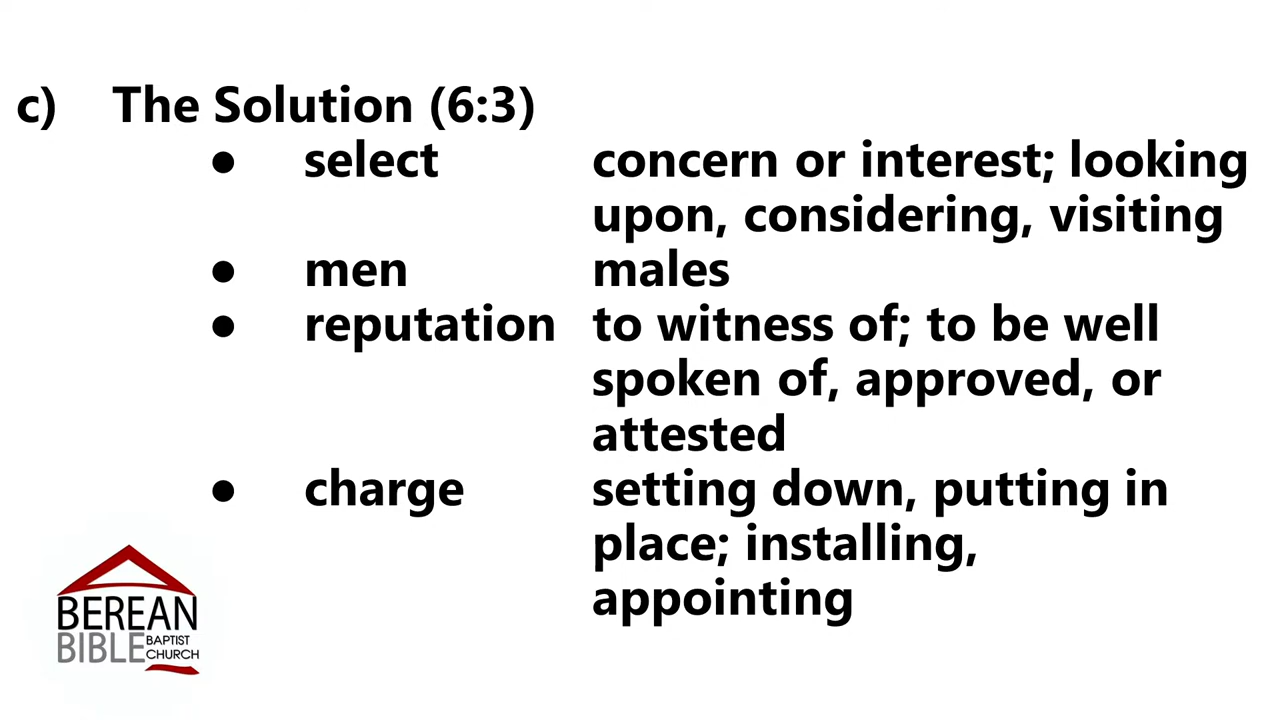 c) The Solution (6:3)
● select concern or interest; looking
upon, considering, visiting
● men males
● reputation to witness of; to be well
spoken of, approved, or
attested
● charge setting down, putting in
place; installing,
appointing
BEREAN
BIBLE BAPTIST
CHURCH